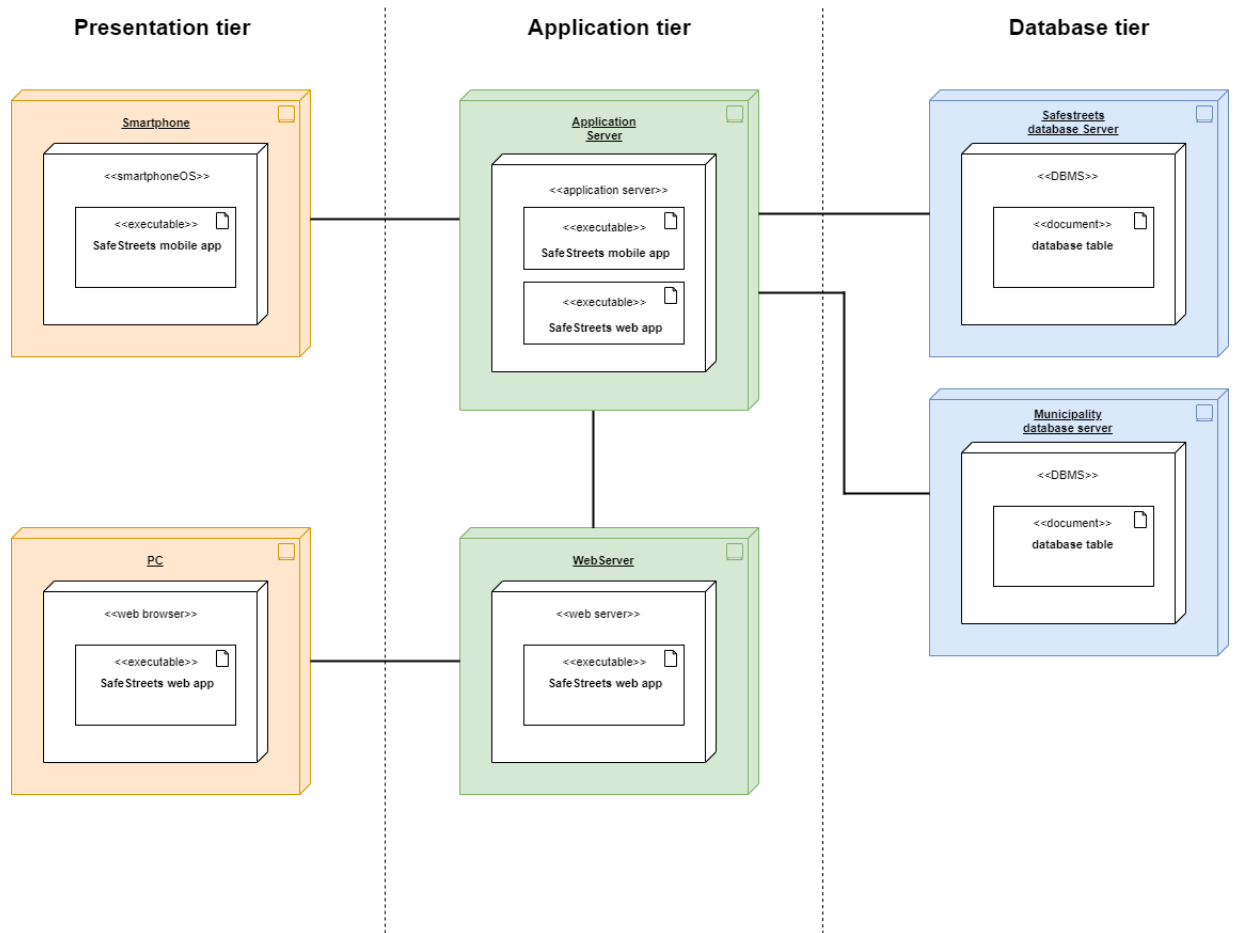 Presentation tier
Application tier
Database tier
Smartphone
<<smartphoneOS>>
<<executable>>
SafeStreets mobile app
Application
Server
<<application server>>
<<executable>>
SafeStreets mobile app
<<executable>>
SafeStreets web app
Safestreets
database Server
<<DBMS>>
<<document>>
database table
Municipality
database server
<<DBMS>>
<<document>>
database table
PC
<<web browser>>
<<executable>>
SafeStreets web app
WebServer
<<web server>>
<<executable>>
SafeStreets web app